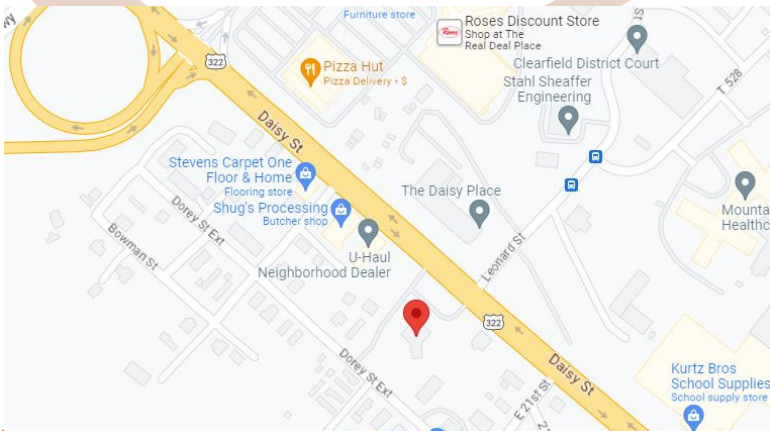 Furniture store
Roses
Roses Discount Store
Shop at The
Real Deal Place
322
Pizza Hut
Pizza Delivery • $
Clearfield District Court
Stahl Sheaffer
Engineering
T 528
Daisy St
Stevens Carpet One
Floor & Home
Flooring store
The Daisy Place
Shug's Processing
Butcher shop
Dorey St Ext
Bowman St
U-Haul
Neighborhood Dealer
Leonard St
Mounta
Healthc
322
Daisy St
Dorey St Ext
E 21st St
Kurtz Bros
School Supplies
School supply store